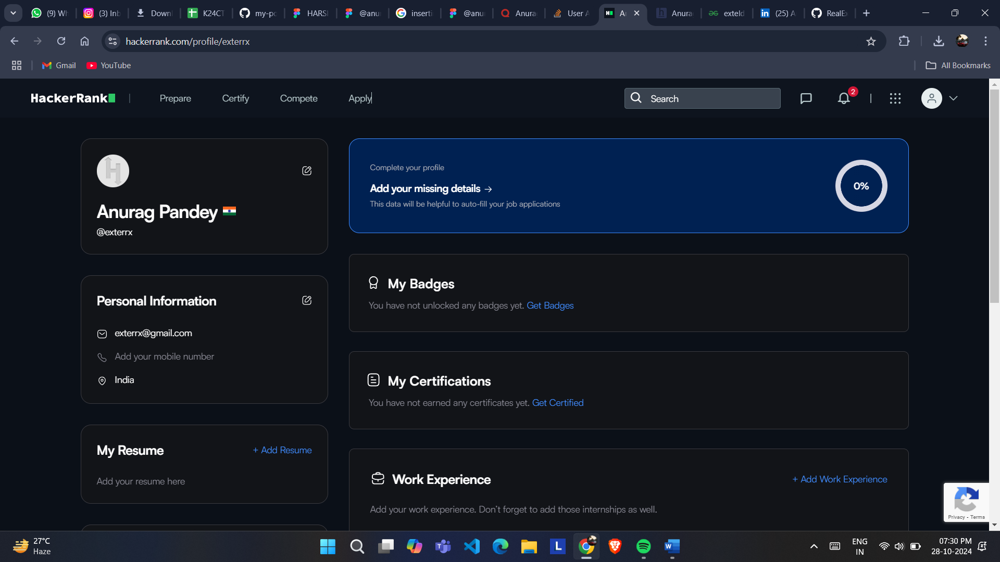 (9) Wh
(3) Inb
Downl
K24CT
my-pc
HARSI
@anu
inserti
@anu
Anura
User A
Ar
Anura
exteld
(25) A
RealEx
hackerrank.com/profile/exterrx
Gmail
YouTube
All Bookmarks
HackerRank
Prepare
Certify
Compete
Apply
Search
2
Anurag Pandey
@exterrx
Complete your profile
Add your missing details →
This data will be helpful to auto-fill your job applications
0%
Personal Information
exterrx@gmail.com
Add your mobile number
India
My Badges
You have not unlocked any badges yet. Get Badges
My Certifications
You have not earned any certificates yet. Get Certified
My Resume
+ Add Resume
Add your resume here
Work Experience
+ Add Work Experience
Add your work experience. Don't forget to add those internships as well.
Privacy - Terms
27°C
Haze
ENG
IN
07:30 PM
28-10-2024